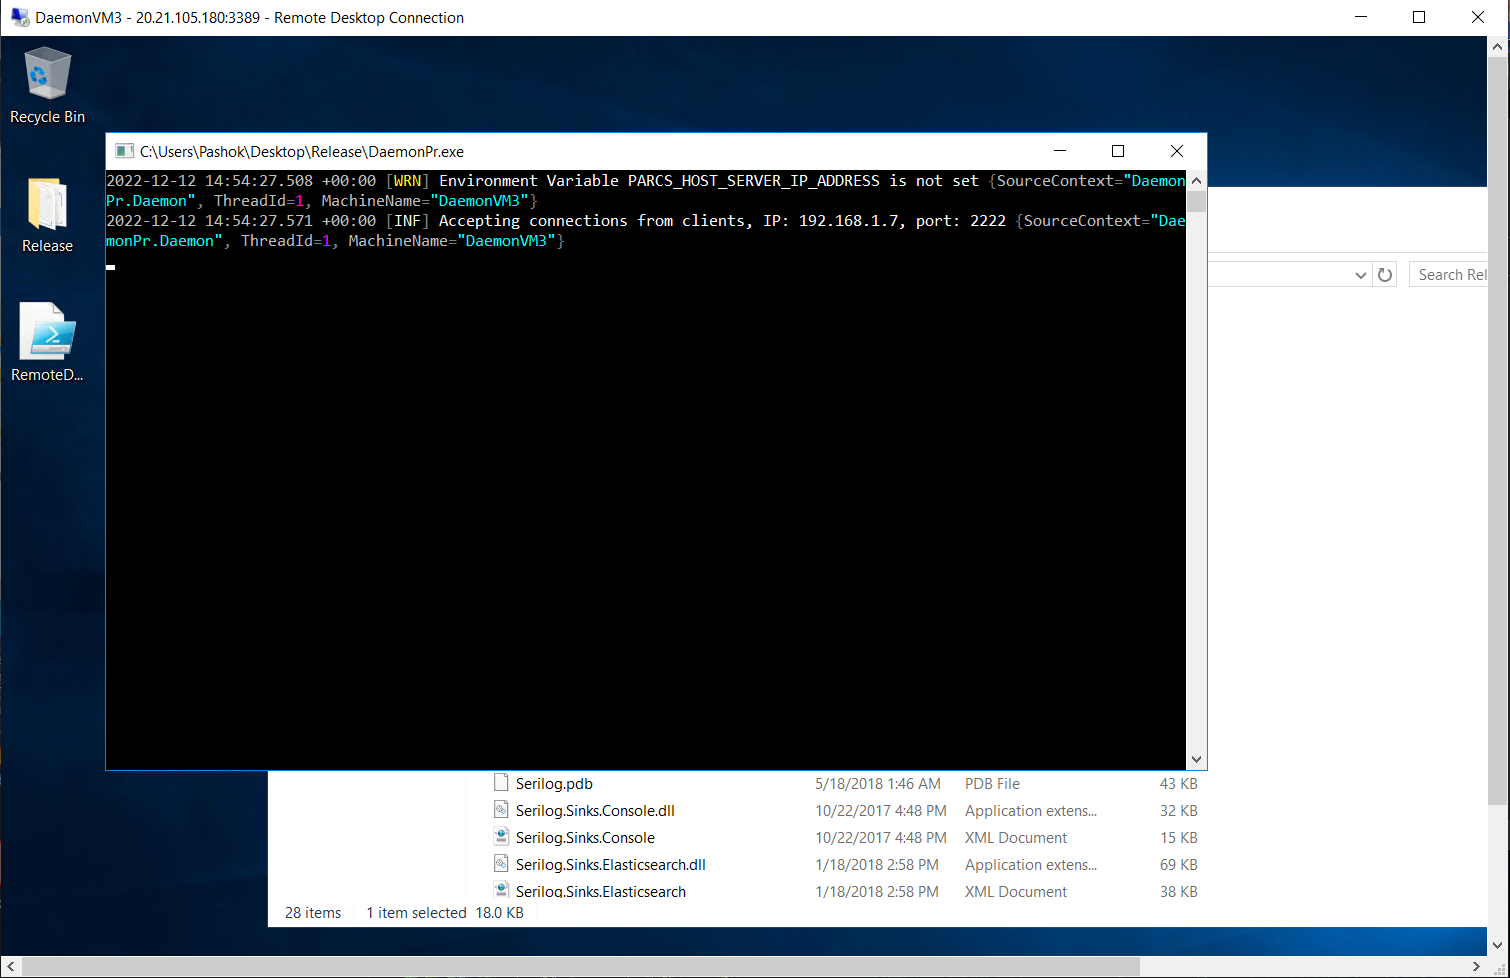 DaemonVM3 - 20.21.105.180:3389 - Remote Desktop Connection
Recycle Bin
Release
RemoteD...
C:\Users\Pashok\Desktop\Release\DaemonPr.exe
2022-12-12 14:54:27.508 +00:00 [WRN] Environment Variable PARCS_HOST_SERVER_IP_ADDRESS is not set {SourceContext="Daemon
Pr.Daemon", ThreadId=1, MachineName="DaemonVM3"}
2022-12-12 14:54:27.571 +00:00 [INF] Accepting connections from clients, IP: 192.168.1.7, port: 2222 {SourceContext="Dae
monPr.Daemon", ThreadId=1, MachineName="DaemonVM3"}
Search Rel
Serilog.pdb 5/18/2018 1:46 AM PDB File 43 KB
Serilog.Sinks.Console.dll 10/22/2017 4:48 PM Application extens... 32 KB
Serilog.Sinks.Console 10/22/2017 4:48 PM XML Document 15 KB
Serilog.Sinks.Elasticsearch.dll 1/18/2018 2:58 PM Application extens... 69 KB
Serilog.Sinks.Elasticsearch 1/18/2018 2:58 PM XML Document 38 KB
28 items 1 item selected 18.0 KB